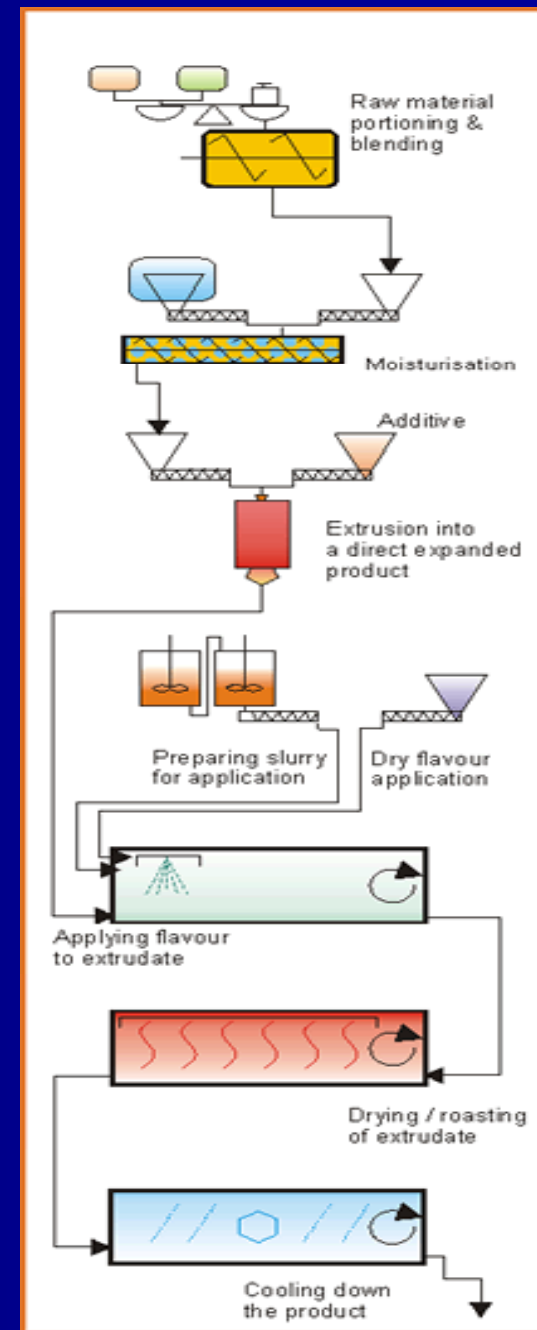 Raw material
portioning &
blending
Moisturisation
Additive
Extrusion into
a direct expanded
product
Preparing slurry
for application
Dry flavour
application
Applying flavour
to extrudate
Drying / roasting
of extrudate
Cooling down
the product